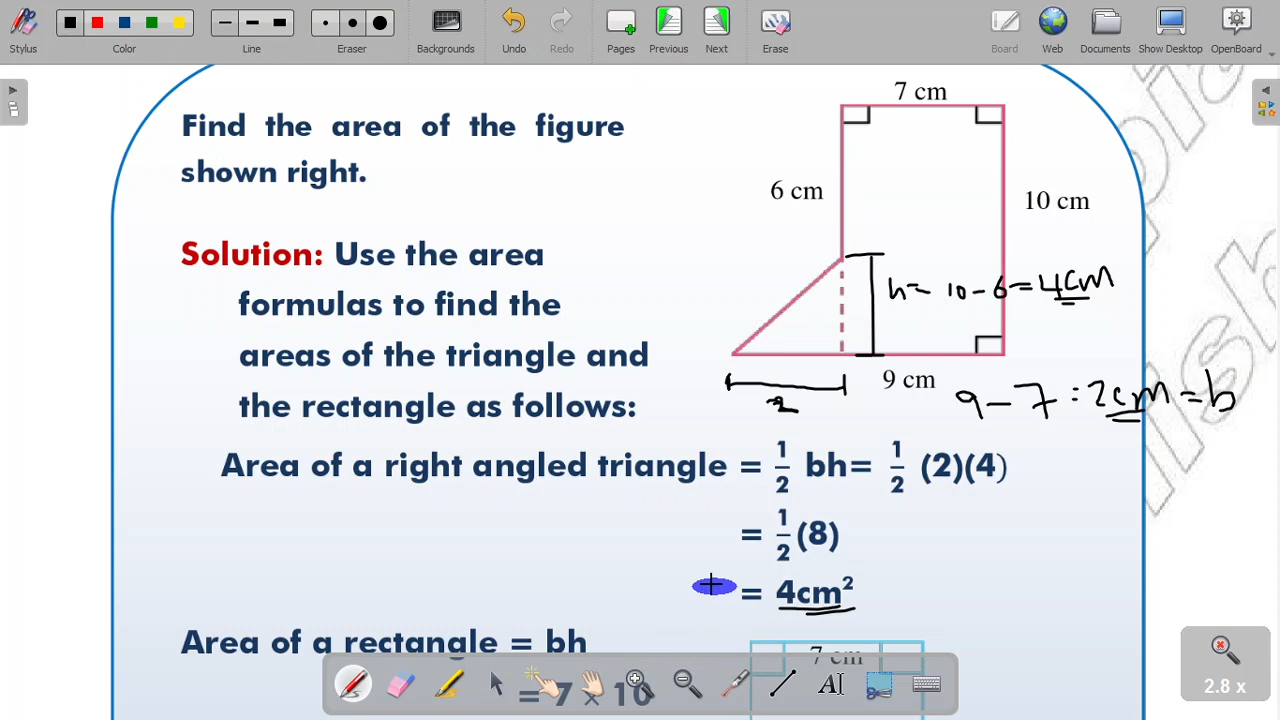 Stylus Color Line Eraser Backgrounds Undo Redo Pages Previous Next Erase Board Web Documents Show Desktop OpenBoard
7 cm
Find the area of the figure
shown right.
6 cm
10 cm
Solution: Use the area
formulas to find the
areas of the triangle and
the rectangle as follows:
h = 10 - 6 = 4cm
9 cm
2
9 - 7 = 2cm = b
Area of a right angled triangle = 1/2 bh= 1/2 (2)(4)
= 1/2 (8)
= 4cm²
Area of a rectangle = bh
7 cm
= 7 × 10
2.8 x